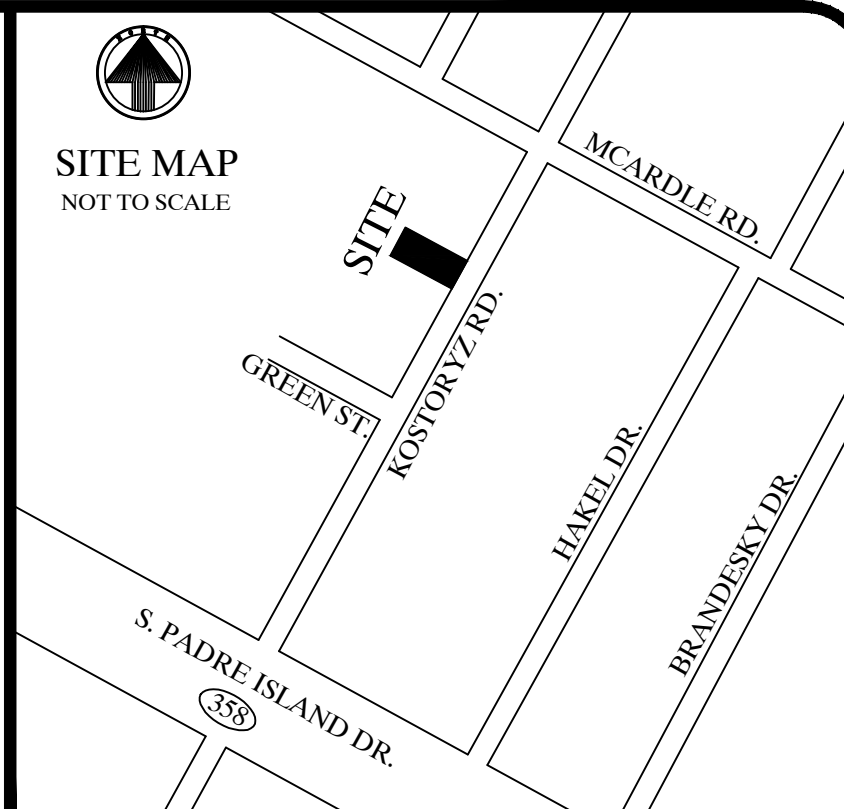 NORTH
SITE MAP
NOT TO SCALE
SITE
MCARDLE RD.
KOSTORYZ RD.
GREEN ST.
HAKEL DR.
BRANDESKY DR.
S. PADRE ISLAND DR.
358